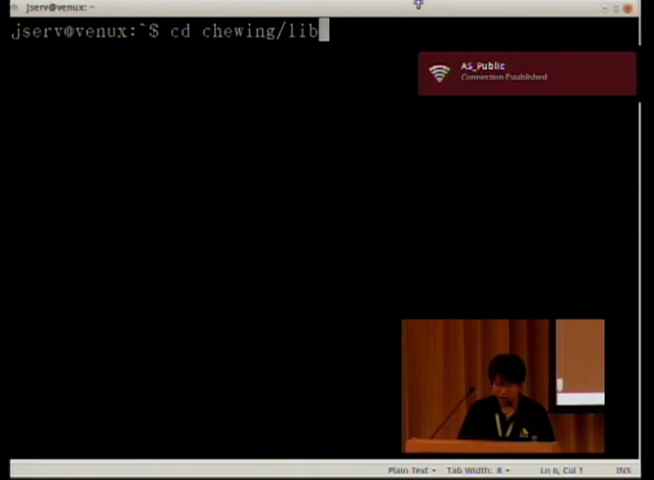 jserv@venux: ~
jserv@venux:~$ cd chewing/lib
AS_Public
Connection Established
Plain Text
Tab Width: 8
Ln 6, Col 1
INS